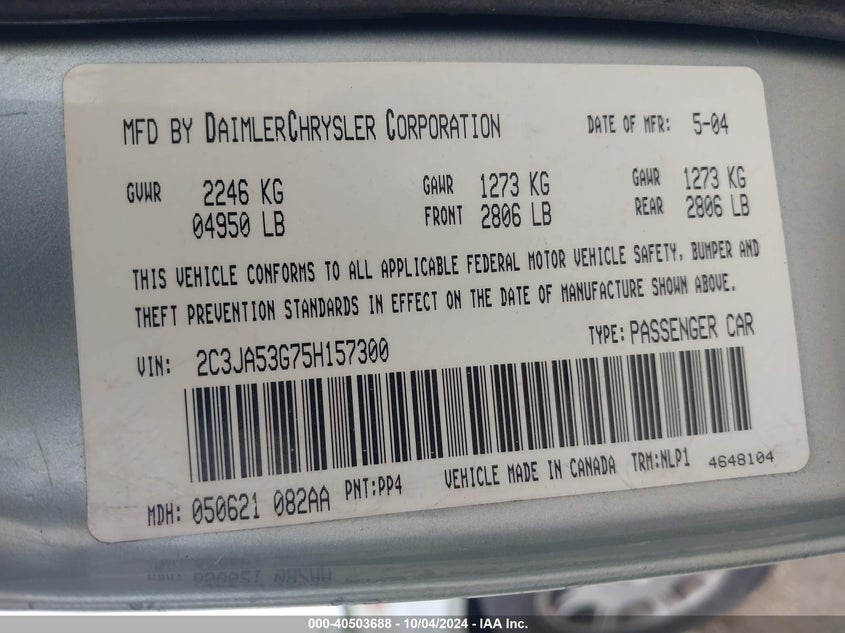 MFD BY DAIMLERCHRYSLER CORPORATION DATE OF MFR: 5-04
GVWR 2246 KG GAWR 1273 KG GAWR 1273 KG
04950 LB FRONT 2806 LB REAR 2806 LB
THIS VEHICLE CONFORMS TO ALL APPLICABLE FEDERAL MOTOR VEHICLE SAFETY, BUMPER AND
THEFT PREVENTION STANDARDS IN EFFECT ON THE DATE OF MANUFACTURE SHOWN ABOVE.
VIN: 2C3JA53G75H157300 TYPE: PASSENGER CAR
MDH: 050621 082AA PNT:PP4 VEHICLE MADE IN CANADA TRM:NLP1 4648104
000-40503688 - 10/04/2024 - IAA, Inc.